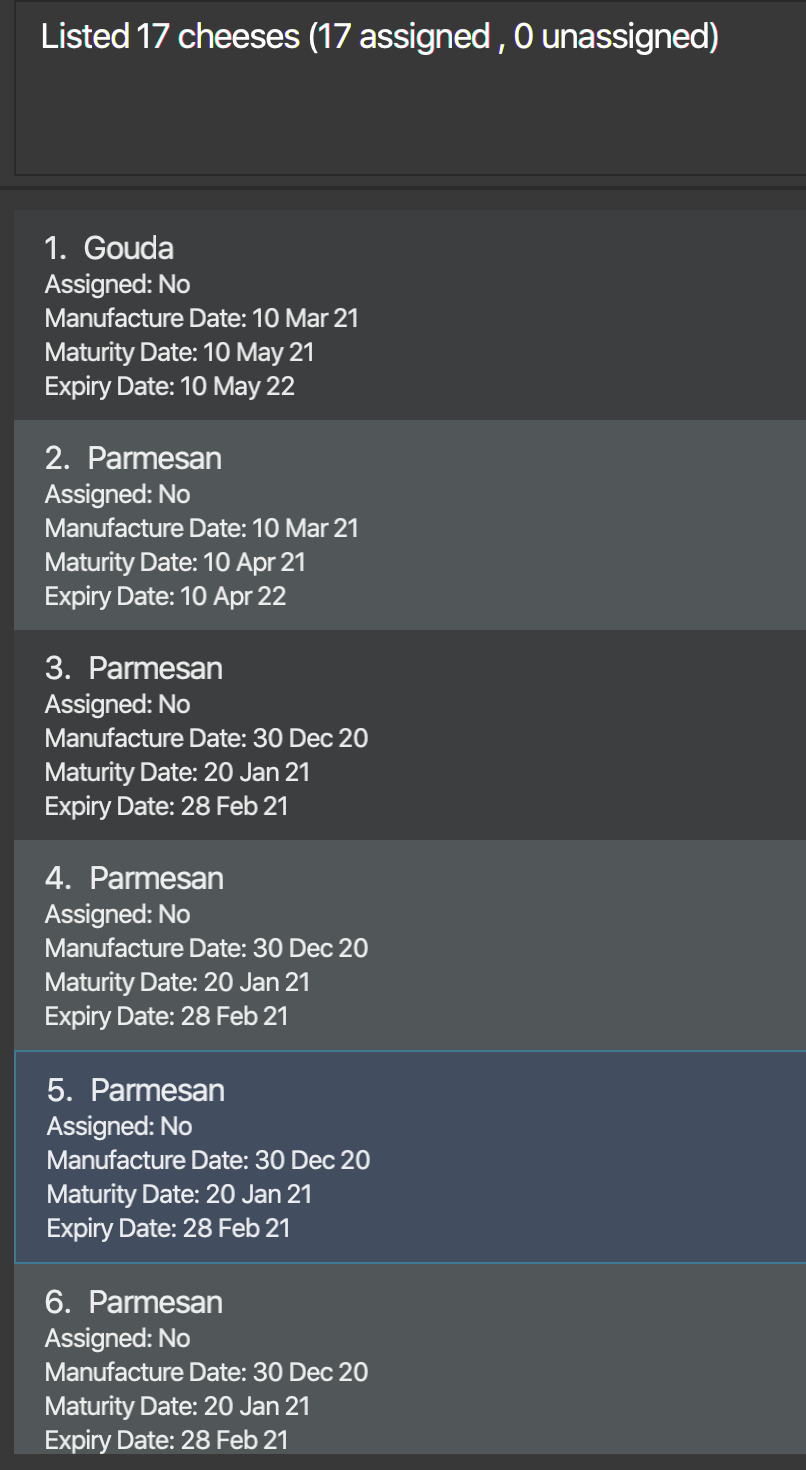 Listed 17 cheeses (17 assigned , 0 unassigned)
1. Gouda
Assigned: No
Manufacture Date: 10 Mar 21
Maturity Date: 10 May 21
Expiry Date: 10 May 22
2. Parmesan
Assigned: No
Manufacture Date: 10 Mar 21
Maturity Date: 10 Apr 21
Expiry Date: 10 Apr 22
3. Parmesan
Assigned: No
Manufacture Date: 30 Dec 20
Maturity Date: 20 Jan 21
Expiry Date: 28 Feb 21
4. Parmesan
Assigned: No
Manufacture Date: 30 Dec 20
Maturity Date: 20 Jan 21
Expiry Date: 28 Feb 21
5. Parmesan
Assigned: No
Manufacture Date: 30 Dec 20
Maturity Date: 20 Jan 21
Expiry Date: 28 Feb 21
6. Parmesan
Assigned: No
Manufacture Date: 30 Dec 20
Maturity Date: 20 Jan 21
Expiry Date: 28 Feb 21